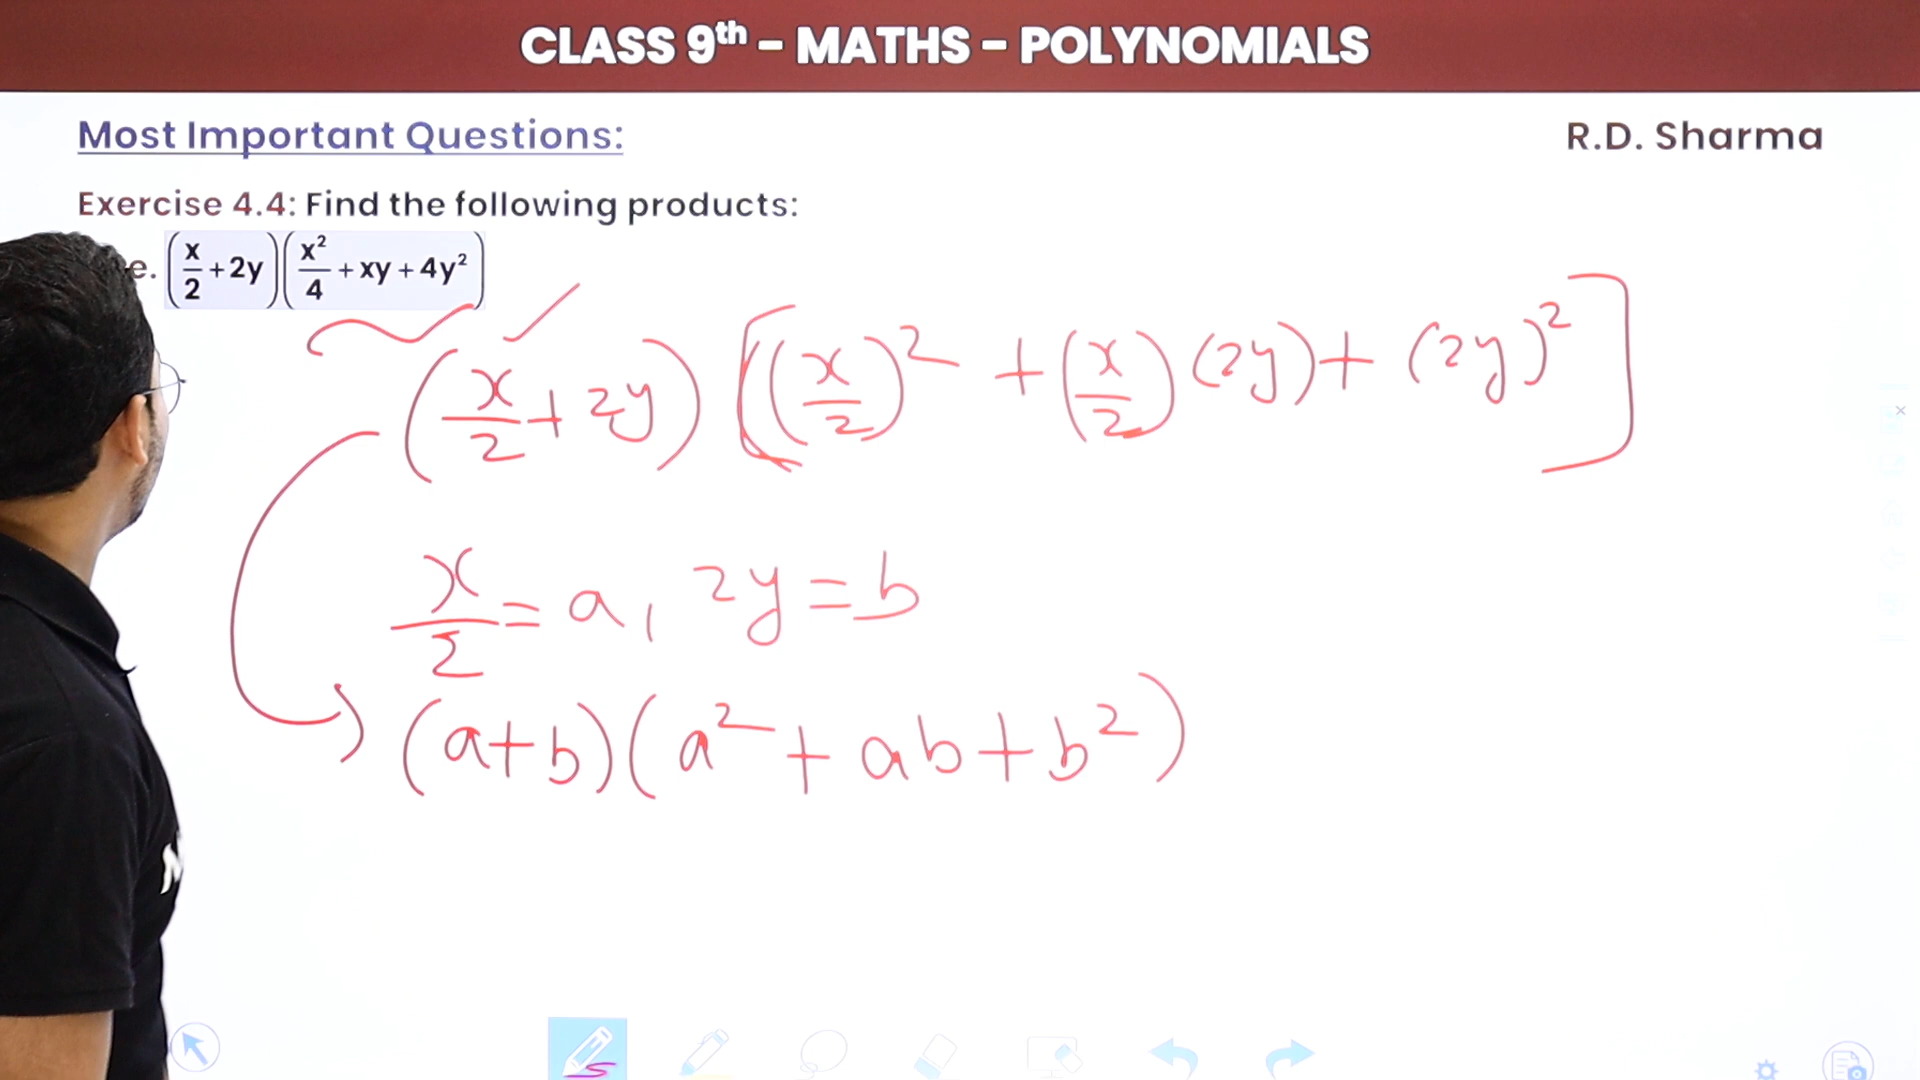 CLASS 9th – MATHS – POLYNOMIALS
Most Important Questions:
R.D. Sharma
Exercise 4.4: Find the following products:
e. (x/2 + 2y)(x²/4 + xy + 4y²)
(x/2 + 2y) [(x/2)² + (x/2)(2y) + (2y)²]
x/2 = a, 2y = b
(a+b)(a² + ab + b²)